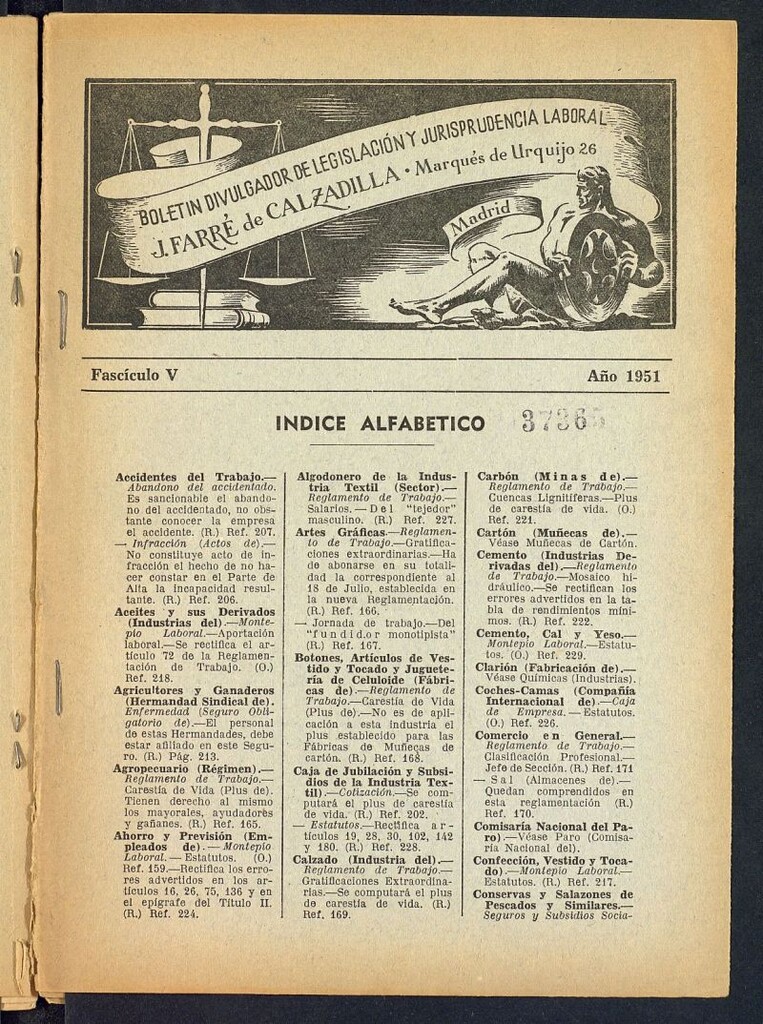 BOLETIN DIVULGADOR DE LEGISLACIÓN Y JURISPRUDENCIA LABORAL
J. FARRÉ de CALZADILLA · Marqués de Urquijo 26
Madrid
Fascículo V
Año 1951
INDICE ALFABETICO
37365
Accidentes del Trabajo.—
Abandono del accidentado.
Es sancionable el abando-
no del accidentado, no obs-
tante conocer la empresa
el accidente. (R.) Ref. 207.
— Infracción (Actos de).—
No constituye acto de in-
fracción el hecho de no ha-
cer constar en el Parte de
Alta la incapacidad resul-
tante. (R.) Ref. 206.
Aceites y sus Derivados
(Industrias del).—Monte-
pío Laboral.—Aportación
laboral.—Se rectifica el ar-
tículo 72 de la Reglamen-
tación de Trabajo. (O.)
Ref. 218.
Agricultores y Ganaderos
(Hermandad Sindical de).
Enfermedad (Seguro Obli-
gatorio de).—El personal
de estas Hermandades, debe
estar afiliado en este Segu-
ro. (R.) Pág. 213.
Agropecuario (Régimen).—
Reglamento de Trabajo.—
Carestía de Vida (Plus de).
Tienen derecho al mismo
los mayorales, ayudadores
y gañanes. (R.) Ref. 165.
Ahorro y Previsión (Em-
pleados de).—Montepío
Laboral.—Estatutos. (O.)
Ref. 159.—Rectifica los erro-
res advertidos en los ar-
tículos 16, 26, 75, 136 y en
el epígrafe del Título II.
(R.) Ref. 224.
Algodonero de la Indus-
tria Textil (Sector).—
Reglamento de Trabajo.—
Salarios.—Del "tejedor"
masculino. (R.) Ref. 227.
Artes Gráficas.—Reglamen-
to de Trabajo.—Gratifica-
ciones extraordinarias.—Ha
de abonarse en su totali-
dad la correspondiente al
18 de Julio, establecida en
la nueva Reglamentación.
(R.) Ref. 166.
— Jornada de trabajo.—Del
"fundidor monotipista"
(R.) Ref. 167.
Botones, Artículos de Ves-
tido y Tocado y Juguete-
ría de Celuloide (Fábri-
cas de).—Reglamento de
Trabajo.—Carestía de Vida
(Plus de).—No es de apli-
cación a esta industria el
plus establecido para las
Fábricas de Muñecas de
cartón. (R.) Ref. 168.
Caja de Jubilación y Subsi-
dios de la Industria Tex-
til).—Cotización.—Se com-
putará el plus de carestía
de vida. (R.) Ref. 202.
— Estatutos.—Rectifica ar-
tículos 19, 28, 30, 102, 142
y 180. (R.) Ref. 228.
Calzado (Industria del).—
Reglamento de Trabajo.—
Gratificaciones Extraordina-
rias.—Se computará el plus
de carestía de vida. (R.)
Ref. 169.
Carbón (Minas de).—
Reglamento de Trabajo.—
Cuencas Lignitíferas.—Plus
de carestía de vida. (O.)
Ref. 221.
Cartón (Muñecas de).—
Véase Muñecas de Cartón.
Cemento (Industrias De-
rivadas del).—Reglamento
de Trabajo.—Mosaico hi-
dráulico.—Se rectifican los
errores advertidos en la ta-
bla de rendimientos míni-
mos. (R.) Ref. 222.
Cemento, Cal y Yeso.—
Montepío Laboral.—Estatu-
tos. (O.) Ref. 229.
Clarión (Fabricación de).—
Véase Químicas (Industrias).
Coches-Camas (Compañía
Internacional de).—Caja
de Empresa.—Estatutos.
(O.) Ref. 226.
Comercio en General.—
Reglamento de Trabajo.—
Clasificación Profesional.—
Jefe de Sección. (R.) Ref. 171
— Sal (Almacenes de).—
Quedan comprendidos en
esta reglamentación (R.)
Ref. 170.
Comisaría Nacional del Pa-
ro).—Véase Paro (Comisa-
ría Nacional del).
Confección, Vestido y Toca-
do).—Montepío Laboral.—
Estatutos. (R.) Ref. 217.
Conservas y Salazones de
Pescados y Similares.—
Seguros y Subsidios Socia-